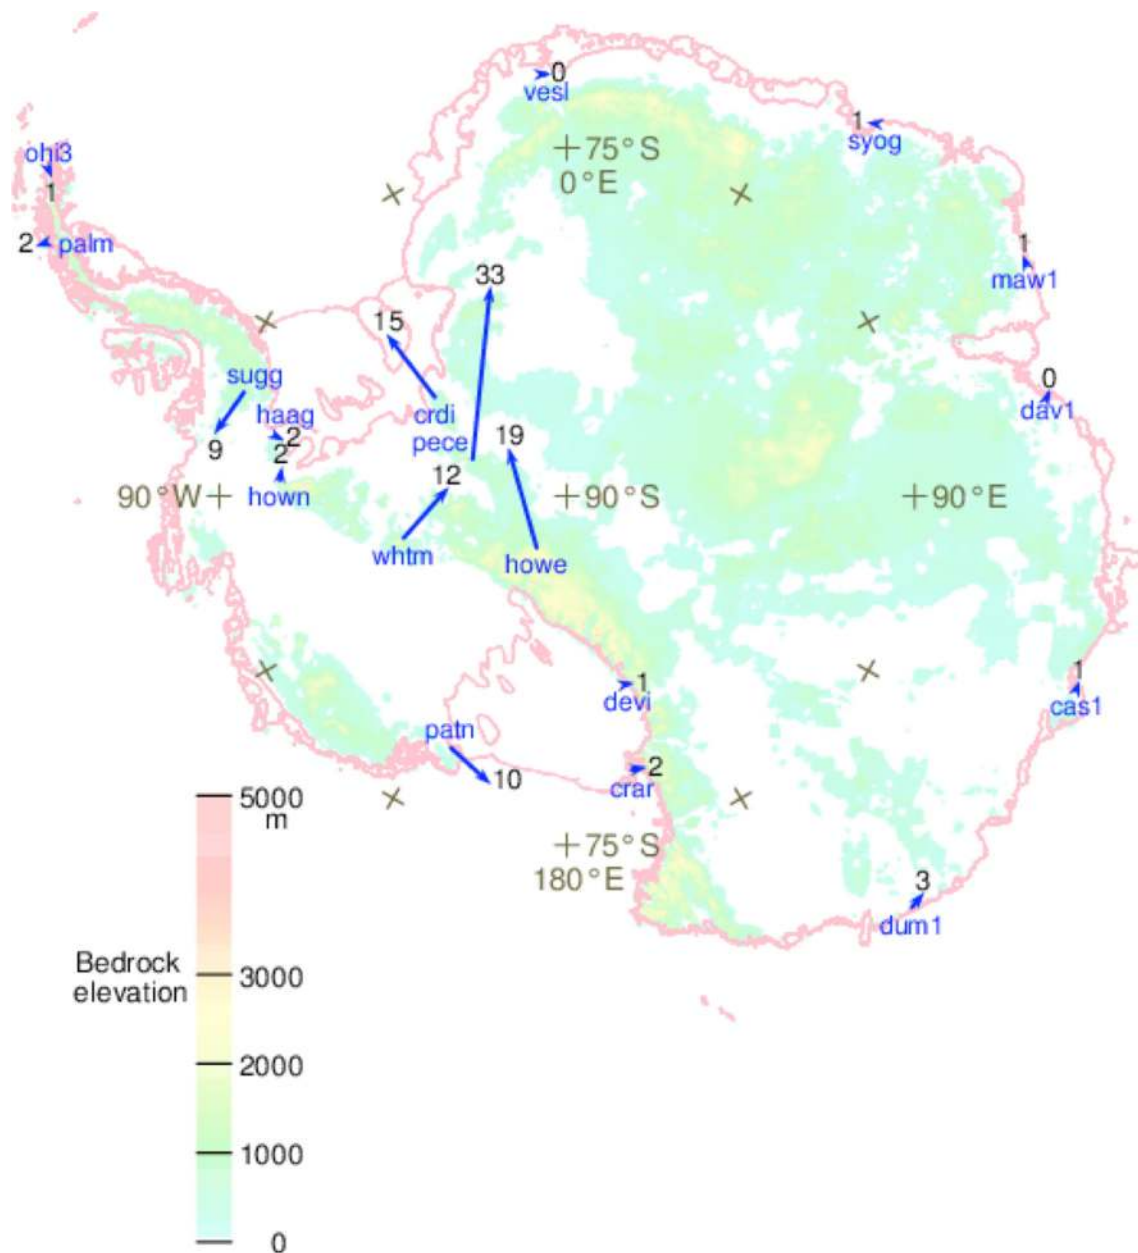 0
vesl
1
syog
+75°S
0°E
ohi3
1
2 palm
1
maw1
33
15
sugg
haag
2
9
2
hown
crdi
pece
19
12
0
dav1
90°W +
+90°S
+90°E
whtm
howe
1
devi
1
cas1
patn
10
2
crar
+75°S
180°E
3
dum1
5000
m
Bedrock
elevation
3000
2000
1000
0